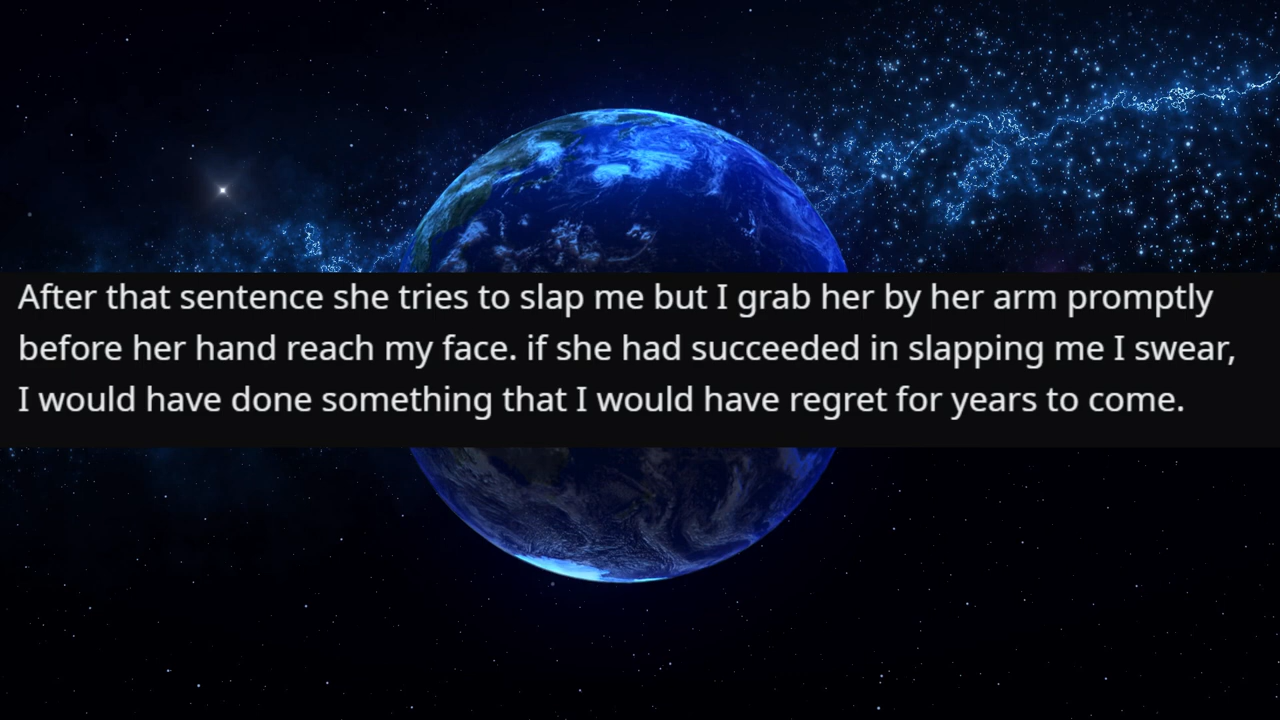 After that sentence she tries to slap me but I grab her by her arm promptly
before her hand reach my face. if she had succeeded in slapping me I swear,
I would have done something that I would have regret for years to come.